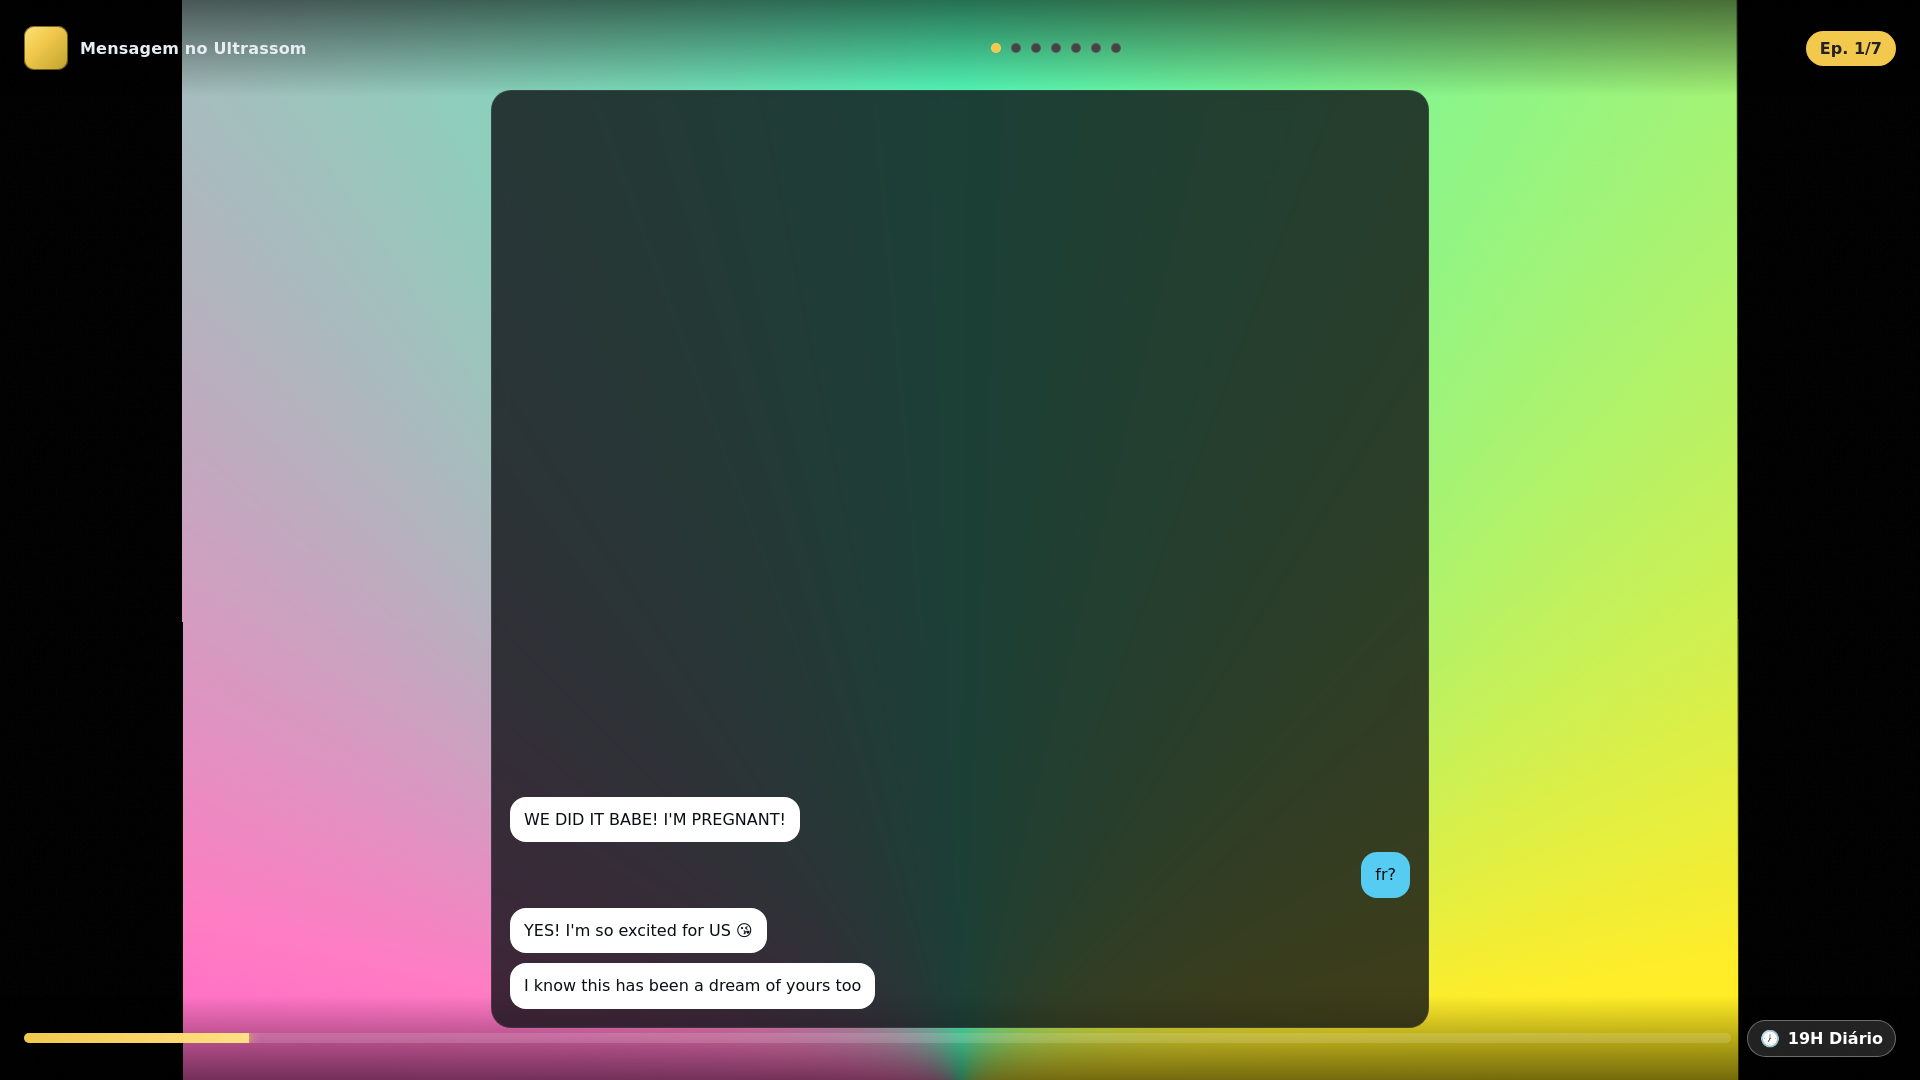 Mensagem no Ultrassom
Ep. 1/7
WE DID IT BABE! I'M PREGNANT!
fr?
YES! I'm so excited for US 😘
I know this has been a dream of yours too
🕖 19H Diário